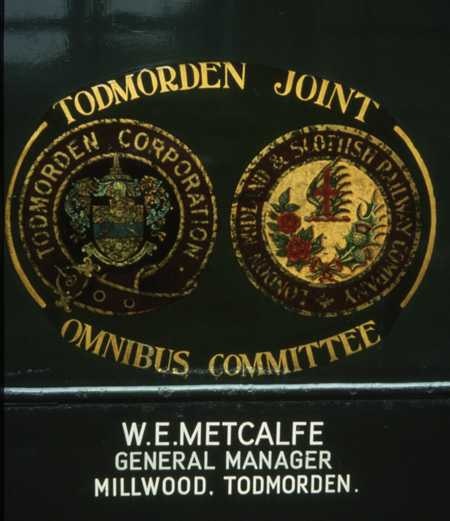 TODMORDEN JOINT
TODMORDEN CORPORATION
LONDON MIDLAND & SCOTTISH RAILWAY COMPANY
OMNIBUS COMMITTEE
W.E.METCALFE
GENERAL MANAGER
MILLWOOD. TODMORDEN.